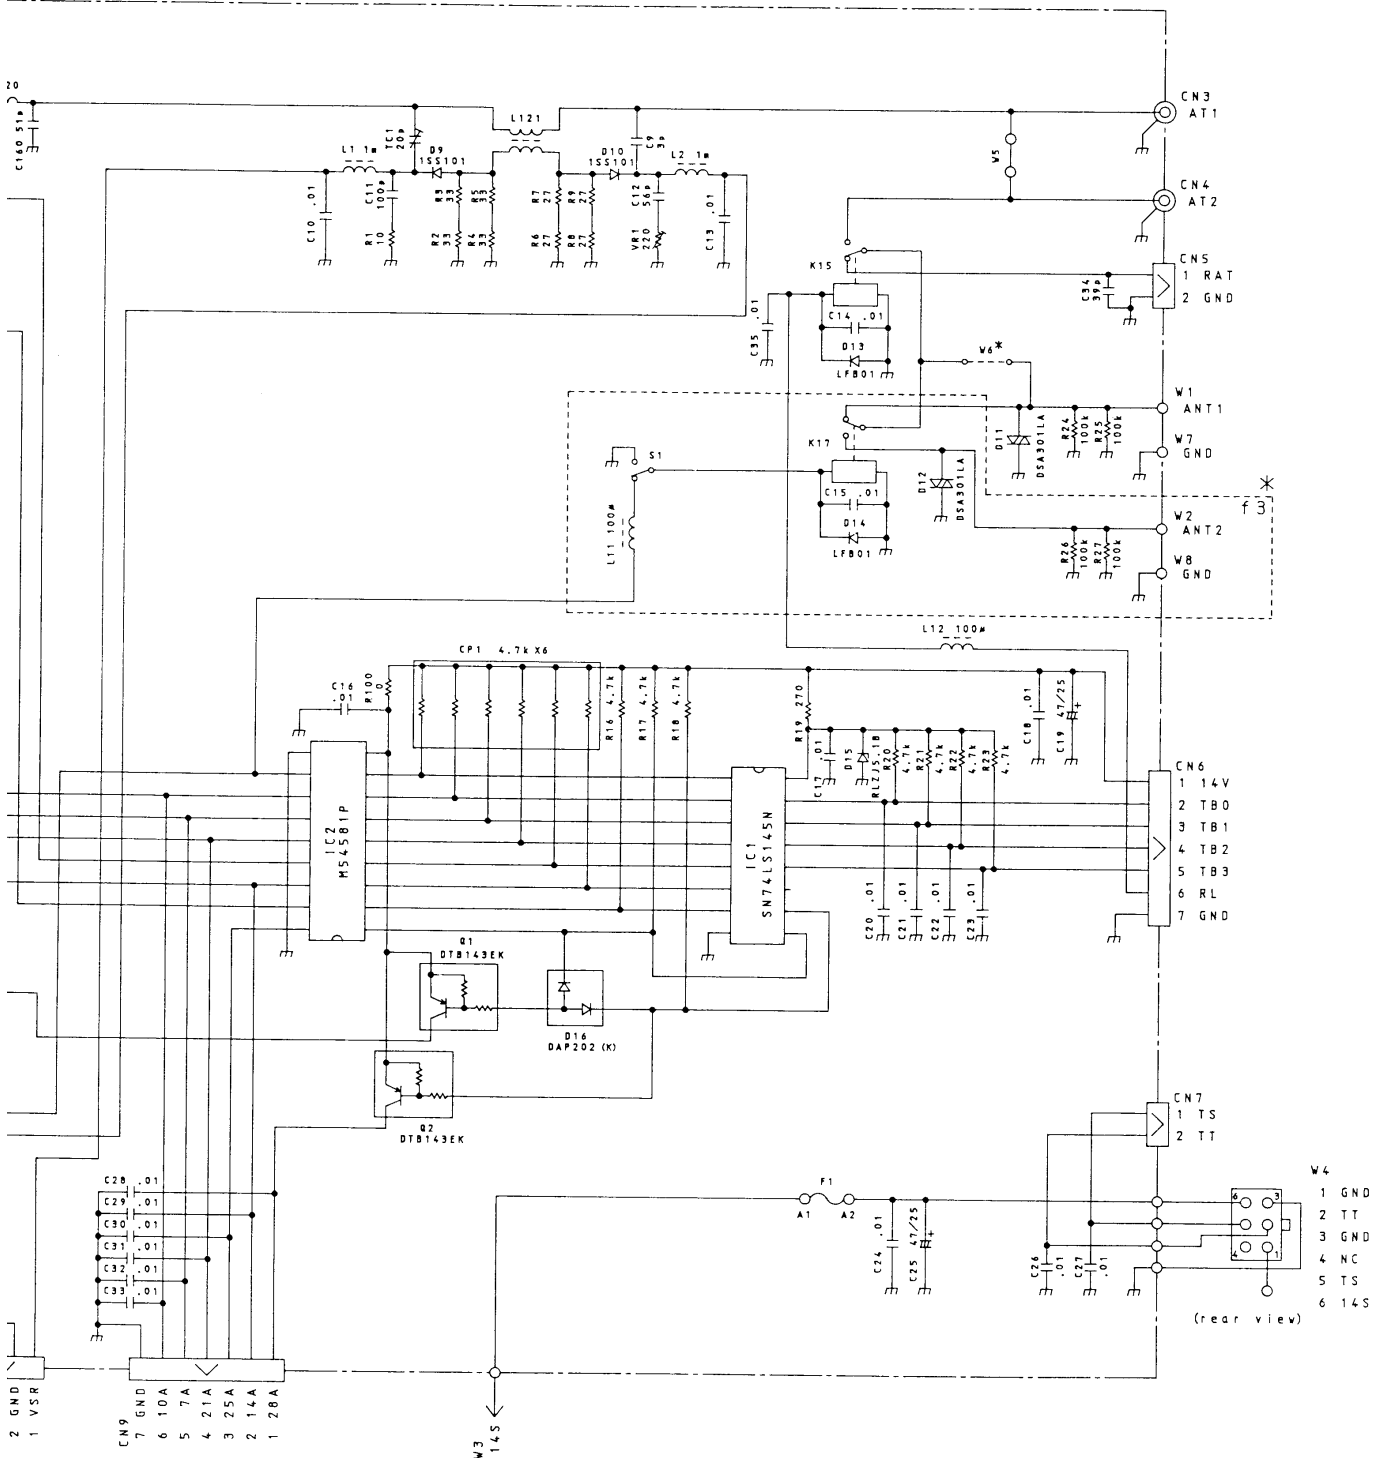 20
C160 51p
TC1 20p
L121
C9 3p
L1 1m
D9
1SS101
D10
1SS101
L2 1m
C10 .01
C11 100p
R1 10
R3 33
R2 33
R5 33
R4 33
R7 27
R6 27
R9 27
R8 27
C12 56p
VR1 220
C13 .01
W5
CN3
AT1
CN4
AT2
CN5
1 RAT
2 GND
C34 39p
K15
C35 .01
C14 .01
D13
LFB01
W6*
W1
ANT1
W7
GND
D11
DSA301LA
R24 100k
R25 100k
K17
S1
C15 .01
D14
LFB01
D12
DSA301LA
L11 100μ
*
f3
W2
ANT2
W8
GND
R26 100k
R27 100k
L12 100μ
CP1 4.7k X6
C16
.01
R100 0
R16 4.7k
R17 4.7k
R18 4.7k
R19 270
C17 .01
D15
RLZJ5.1B
R20 4.7k
R21 4.7k
R22 4.7k
R23 4.7k
C18 .01
C19 47/25
+
IC2
M54581P
IC1
SN74LS145N
CN6
1 14V
2 TB0
3 TB1
4 TB2
5 TB3
6 RL
7 GND
C20 .01
C21 .01
C22 .01
C23 .01
Q1
DTB143EK
D16
DAP202 (K)
Q2
DTB143EK
CN7
1 TS
2 TT
C28 .01
C29 .01
C30 .01
C31 .01
C32 .01
C33 .01
F1
A1
A2
C24 .01
C25 47/25
+
C26 .01
C27 .01
6
3
4
1
W4
1 GND
2 TT
3 GND
4 NC
5 TS
6 14S
(rear view)
2 GND
1 VSR
CN9
7 GND
6 10A
5 7A
4 21A
3 25A
2 14A
1 28A
W3
14S